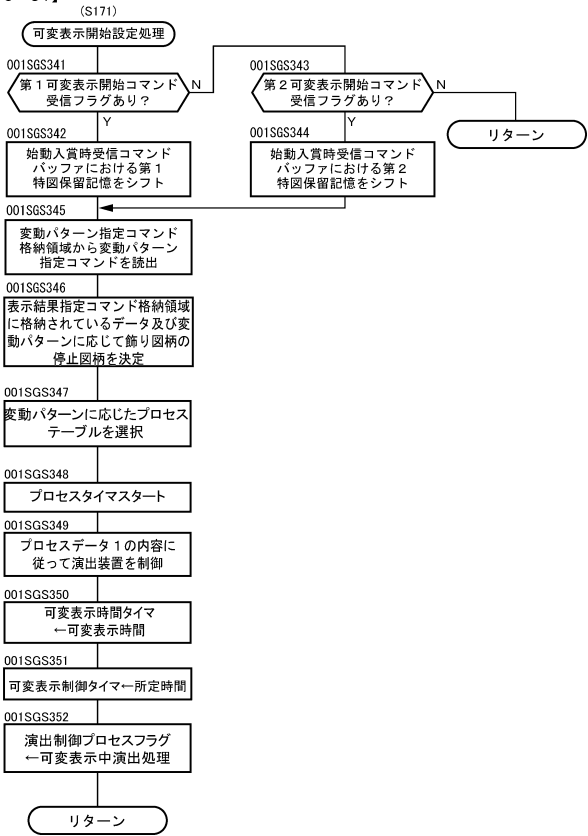 (S171)
可変表示開始設定処理
001SGS341
第1可変表示開始コマンド
受信フラグあり？
N
Y
001SGS343
第2可変表示開始コマンド
受信フラグあり？
N
Y
リターン
001SGS342
始動入賞時受信コマンド
バッファにおける第1
特図保留記憶をシフト
001SGS344
始動入賞時受信コマンド
バッファにおける第2
特図保留記憶をシフト
001SGS345
変動パターン指定コマンド
格納領域から変動パターン
指定コマンドを読出
001SGS346
表示結果指定コマンド格納領域
に格納されているデータ及び変
動パターンに応じて飾り図柄の
停止図柄を決定
001SGS347
変動パターンに応じたプロセス
テーブルを選択
001SGS348
プロセスタイマスタート
001SGS349
プロセスデータ1の内容に
従って演出装置を制御
001SGS350
可変表示時間タイマ
←可変表示時間
001SGS351
可変表示制御タイマ←所定時間
001SGS352
演出制御プロセスフラグ
←可変表示中演出処理
リターン